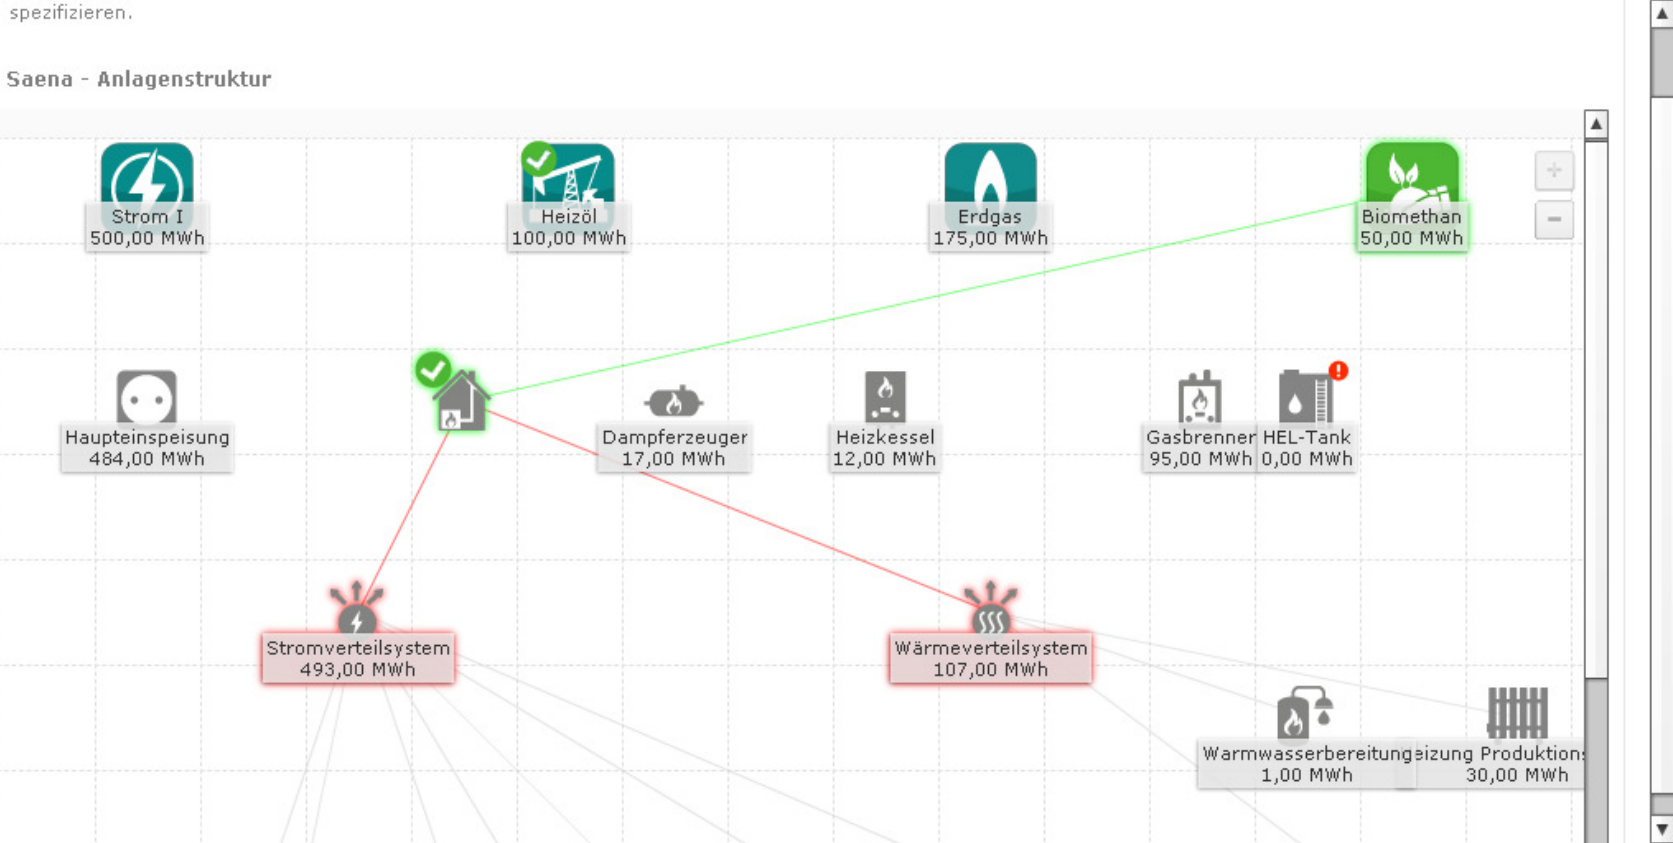 spezifizieren.
Saena - Anlagenstruktur
Strom I
500,00 MWh
Heizöl
100,00 MWh
Erdgas
175,00 MWh
Biomethan
50,00 MWh
Haupteinspeisung
484,00 MWh
Dampferzeuger
17,00 MWh
Heizkessel
12,00 MWh
Gasbrenner
95,00 MWh
HEL-Tank
0,00 MWh
Stromverteilsystem
493,00 MWh
Wärmeverteilsystem
107,00 MWh
Warmwasserbereitung
1,00 MWh
eizung Produktions
30,00 MWh